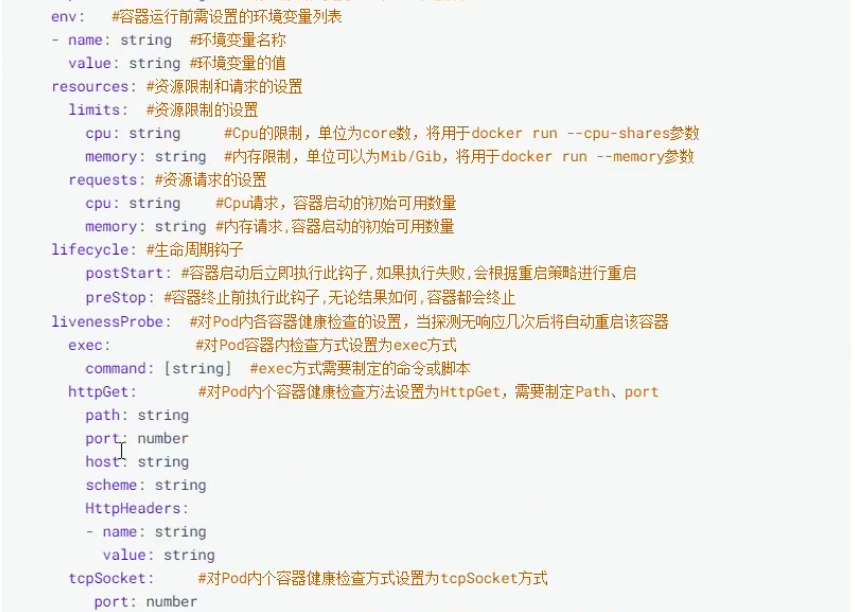 env:   #容器运行前需设置的环境变量列表
- name: string  #环境变量名称
  value: string #环境变量的值
resources: #资源限制和请求的设置
  limits:  #资源限制的设置
    cpu: string     #Cpu的限制，单位为core数，将用于docker run --cpu-shares参数
    memory: string  #内存限制，单位可以为Mib/Gib，将用于docker run --memory参数
  requests: #资源请求的设置
    cpu: string    #Cpu请求，容器启动的初始可用数量
    memory: string #内存请求,容器启动的初始可用数量
lifecycle: #生命周期钩子
    postStart: #容器启动后立即执行此钩子,如果执行失败,会根据重启策略进行重启
    preStop: #容器终止前执行此钩子,无论结果如何,容器都会终止
livenessProbe:  #对Pod内各容器健康检查的设置，当探测无响应几次后将自动重启该容器
  exec:          #对Pod容器内检查方式设置为exec方式
    command: [string]  #exec方式需要制定的命令或脚本
  httpGet:       #对Pod内个容器健康检查方法设置为HttpGet，需要制定Path、port
    path: string
    port: number
    host: string
    scheme: string
    HttpHeaders:
    - name: string
      value: string
  tcpSocket:     #对Pod内个容器健康检查方式设置为tcpSocket方式
     port: number